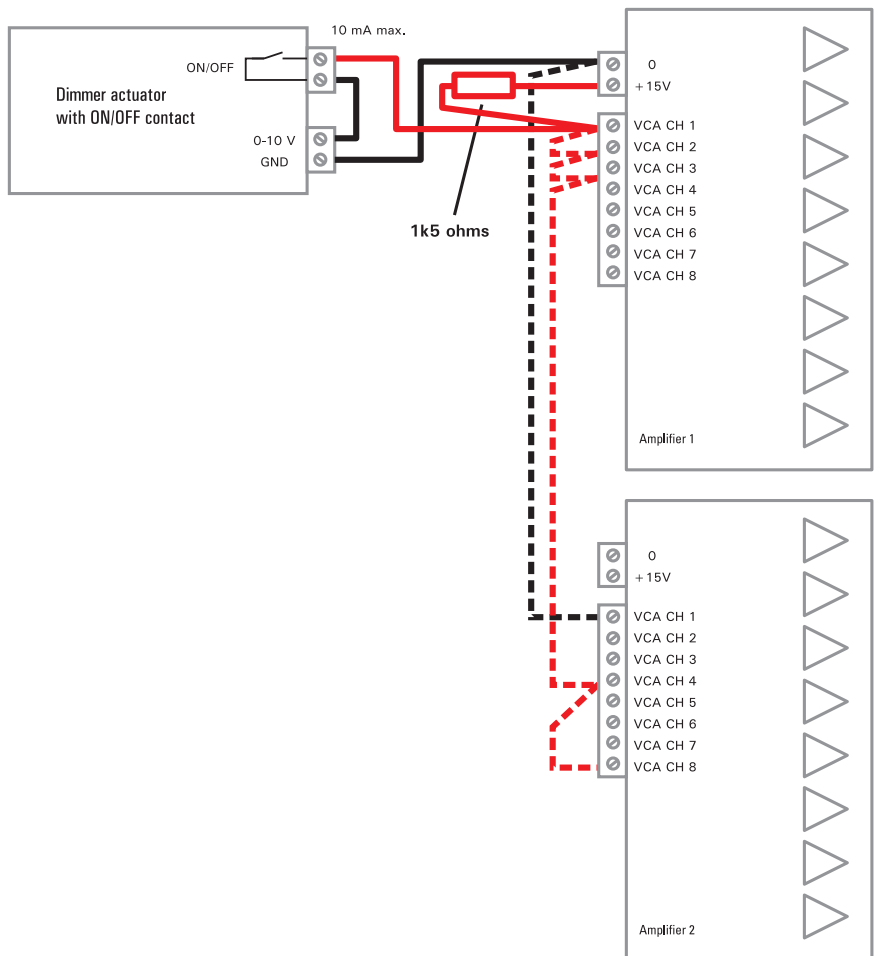 10 mA max.
ON/OFF
Dimmer actuator
with ON/OFF contact
0-10 V
GND
1k5 ohms
0
+15V
VCA CH 1
VCA CH 2
VCA CH 3
VCA CH 4
VCA CH 5
VCA CH 6
VCA CH 7
VCA CH 8
Amplifier 1
0
+15V
VCA CH 1
VCA CH 2
VCA CH 3
VCA CH 4
VCA CH 5
VCA CH 6
VCA CH 7
VCA CH 8
Amplifier 2